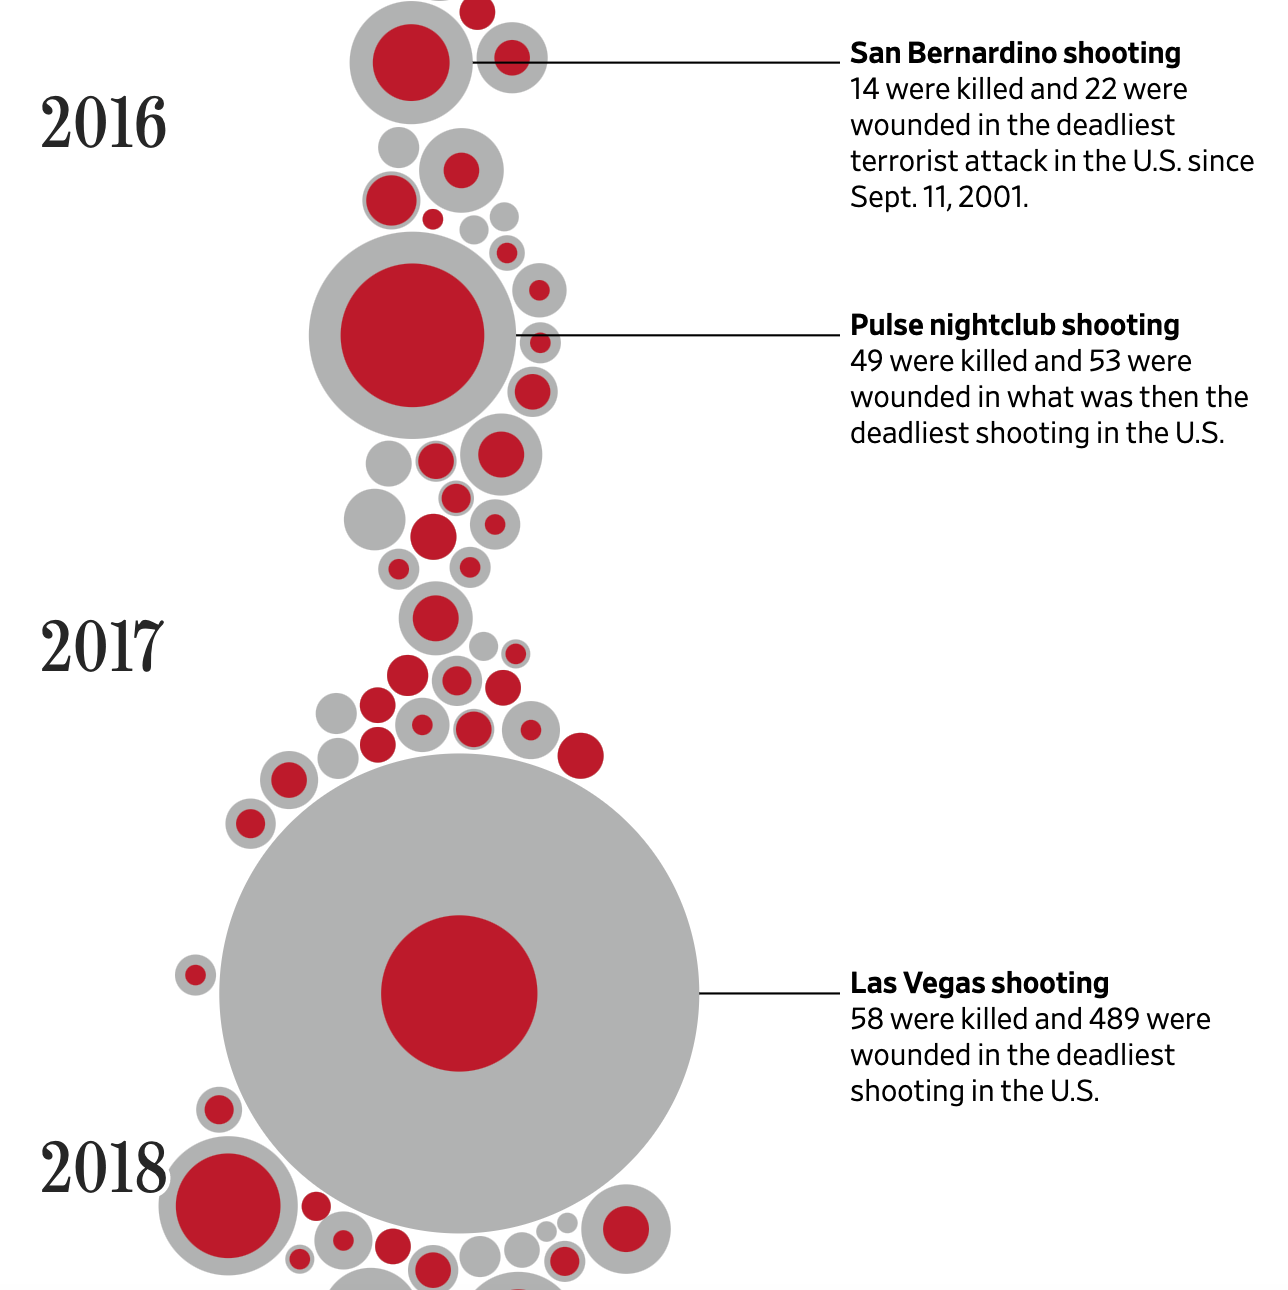 San Bernardino shooting
14 were killed and 22 were
wounded in the deadliest
terrorist attack in the U.S. since
Sept. 11, 2001.
2016
Pulse nightclub shooting
49 were killed and 53 were
wounded in what was then the
deadliest shooting in the U.S.
2017
Las Vegas shooting
58 were killed and 489 were
wounded in the deadliest
shooting in the U.S.
2018